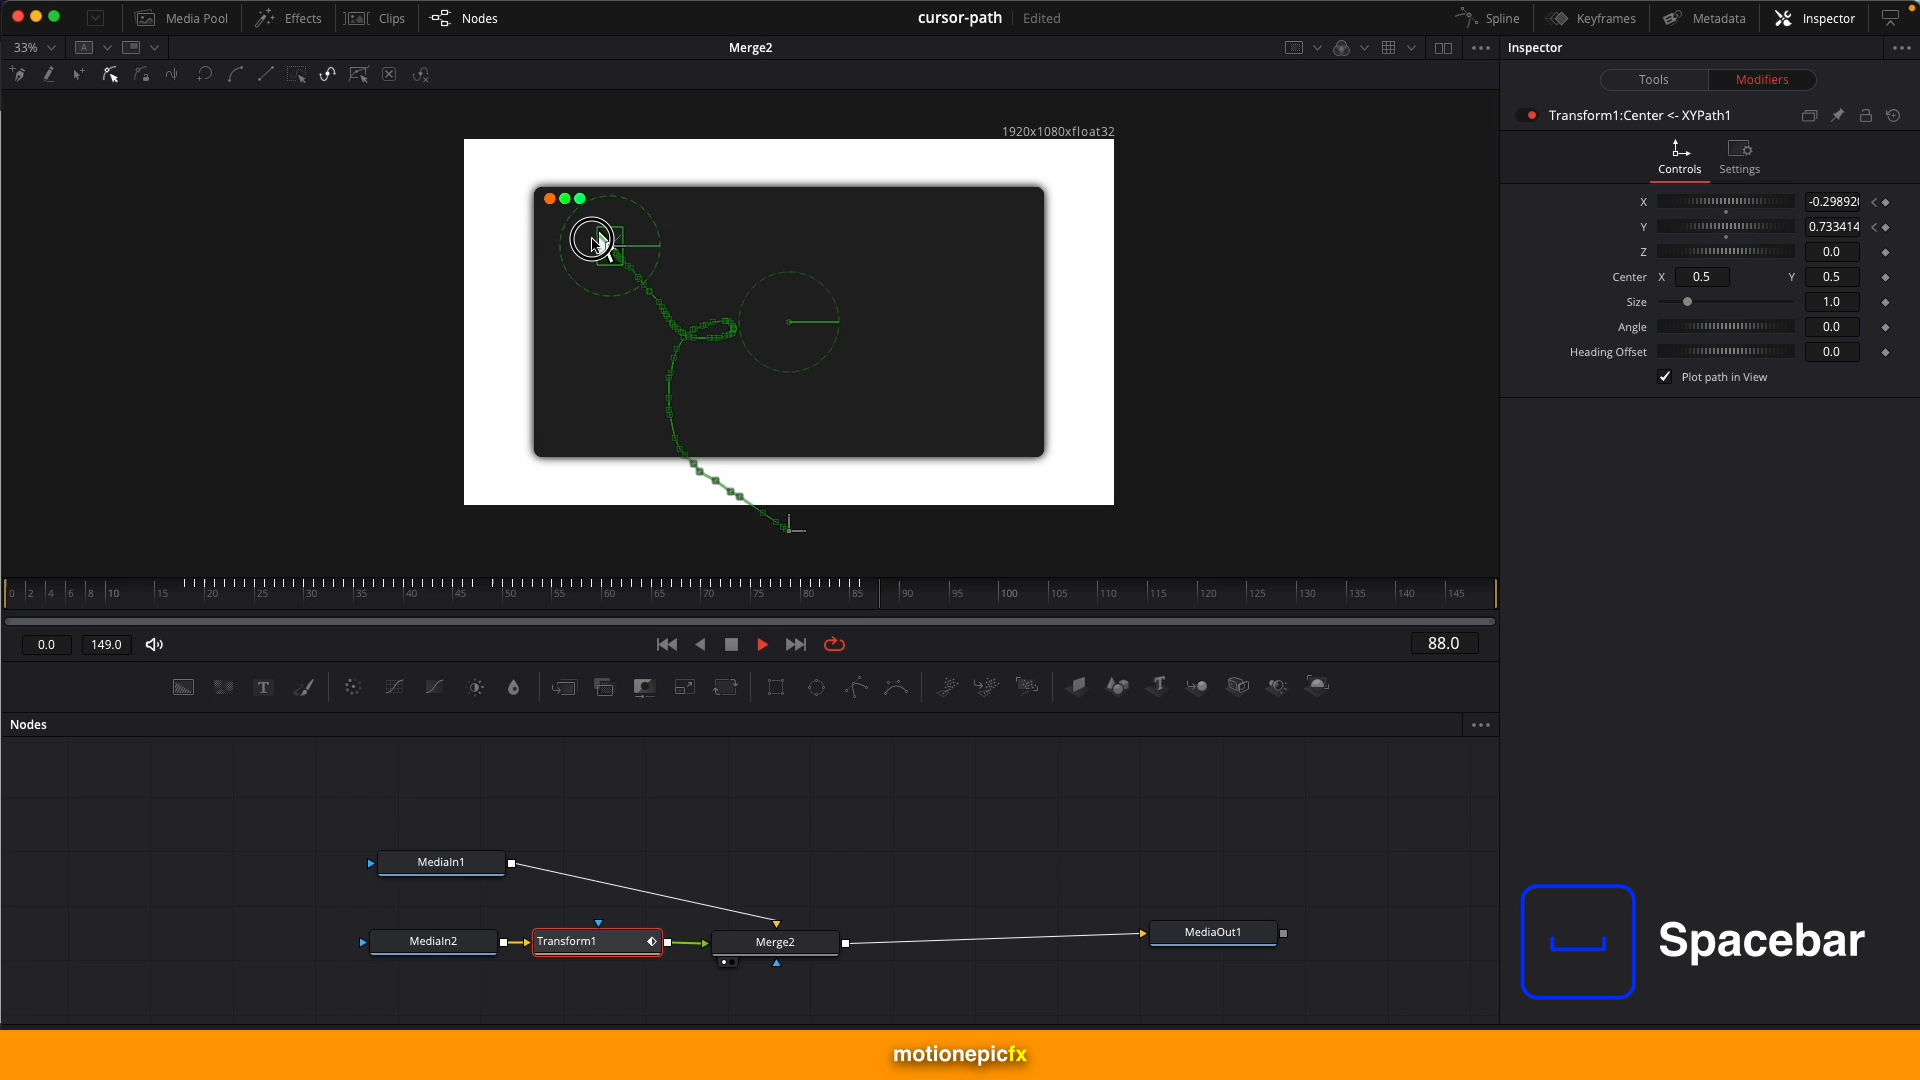 Media Pool Effects Clips Nodes cursor-path Edited Spline Keyframes Metadata Inspector
33% A Merge2 Inspector
Tools Modifiers
Transform1:Center <- XYPath1
1920x1080xfloat32
Controls Settings
X -0.29892
Y 0.733414
Z 0.0
Center X 0.5 Y 0.5
Size 1.0
Angle 0.0
Heading Offset 0.0
Plot path in View
0 2 4 6 8 10 15 20 25 30 35 40 45 50 55 60 65 70 75 80 85 90 95 100 105 110 115 120 125 130 135 140 145
0.0 149.0 88.0
T
Nodes
MediaIn1
MediaIn2 Transform1 Merge2 MediaOut1
Spacebar
motionepicfx